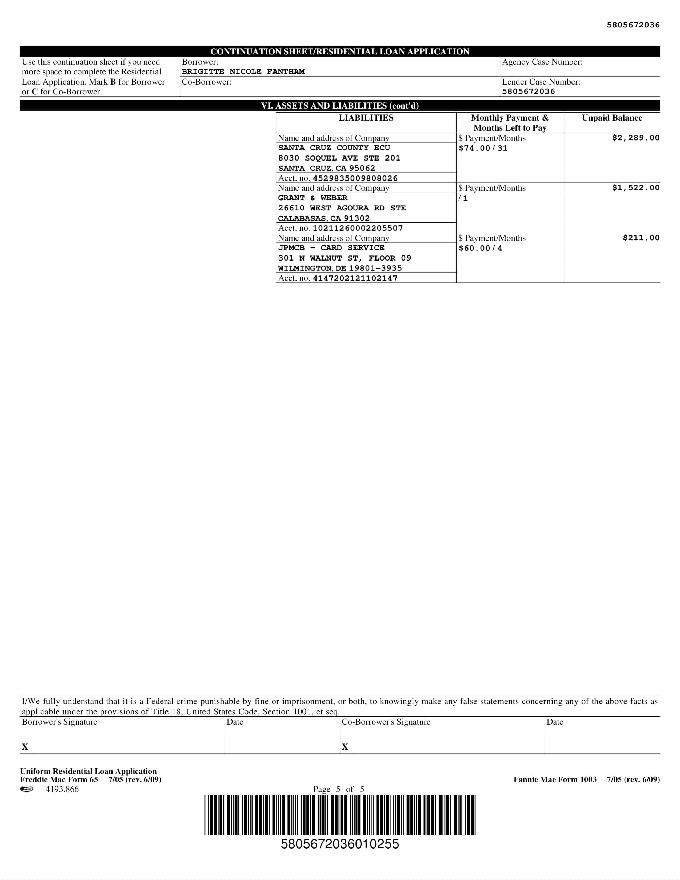 5805672036
CONTINUATION SHEET/RESIDENTIAL LOAN APPLICATION
Use this continuation sheet if you need
more space to complete the Residential
Loan Application. Mark B for Borrower
or C for Co-Borrower.
Borrower:
BRIGITTE NICOLE FANTHAM
Agency Case Number:
Co-Borrower:
Lender Case Number:
5805672036
VI. ASSETS AND LIABILITIES (cont'd)
LIABILITIES
Monthly Payment &
Months Left to Pay
Unpaid Balance
Name and address of Company
SANTA CRUZ COUNTY ECU
8030 SOQUEL AVE STE 201
SANTA CRUZ, CA 95062
Acct. no. 4529835009808026
$ Payment/Months
$74.00/31
$2,289.00
Name and address of Company
GRANT & WEBER
26610 WEST AGOURA RD STE
CALABASAS, CA 91302
Acct. no. 10211260002205507
$ Payment/Months
/1
$1,522.00
Name and address of Company
JPMCB - CARD SERVICE
301 N WALNUT ST, FLOOR 09
WILMINGTON, DE 19801-3935
Acct. no. 4147202121102147
$ Payment/Months
$60.00/4
$211.00
I/We fully understand that it is a Federal crime punishable by fine or imprisonment, or both, to knowingly make any false statements concerning any of the above facts as
applicable under the provisions of Title 18, United States Code, Section 1001, et seq.
Borrower's Signature
Date
Co-Borrower's Signature
Date
X
X
Uniform Residential Loan Application
Freddie Mac Form 65 7/05 (rev. 6/09)
Fannie Mae Form 1003 7/05 (rev. 6/09)
4193.866
Page 5 of 5
5805672036010255